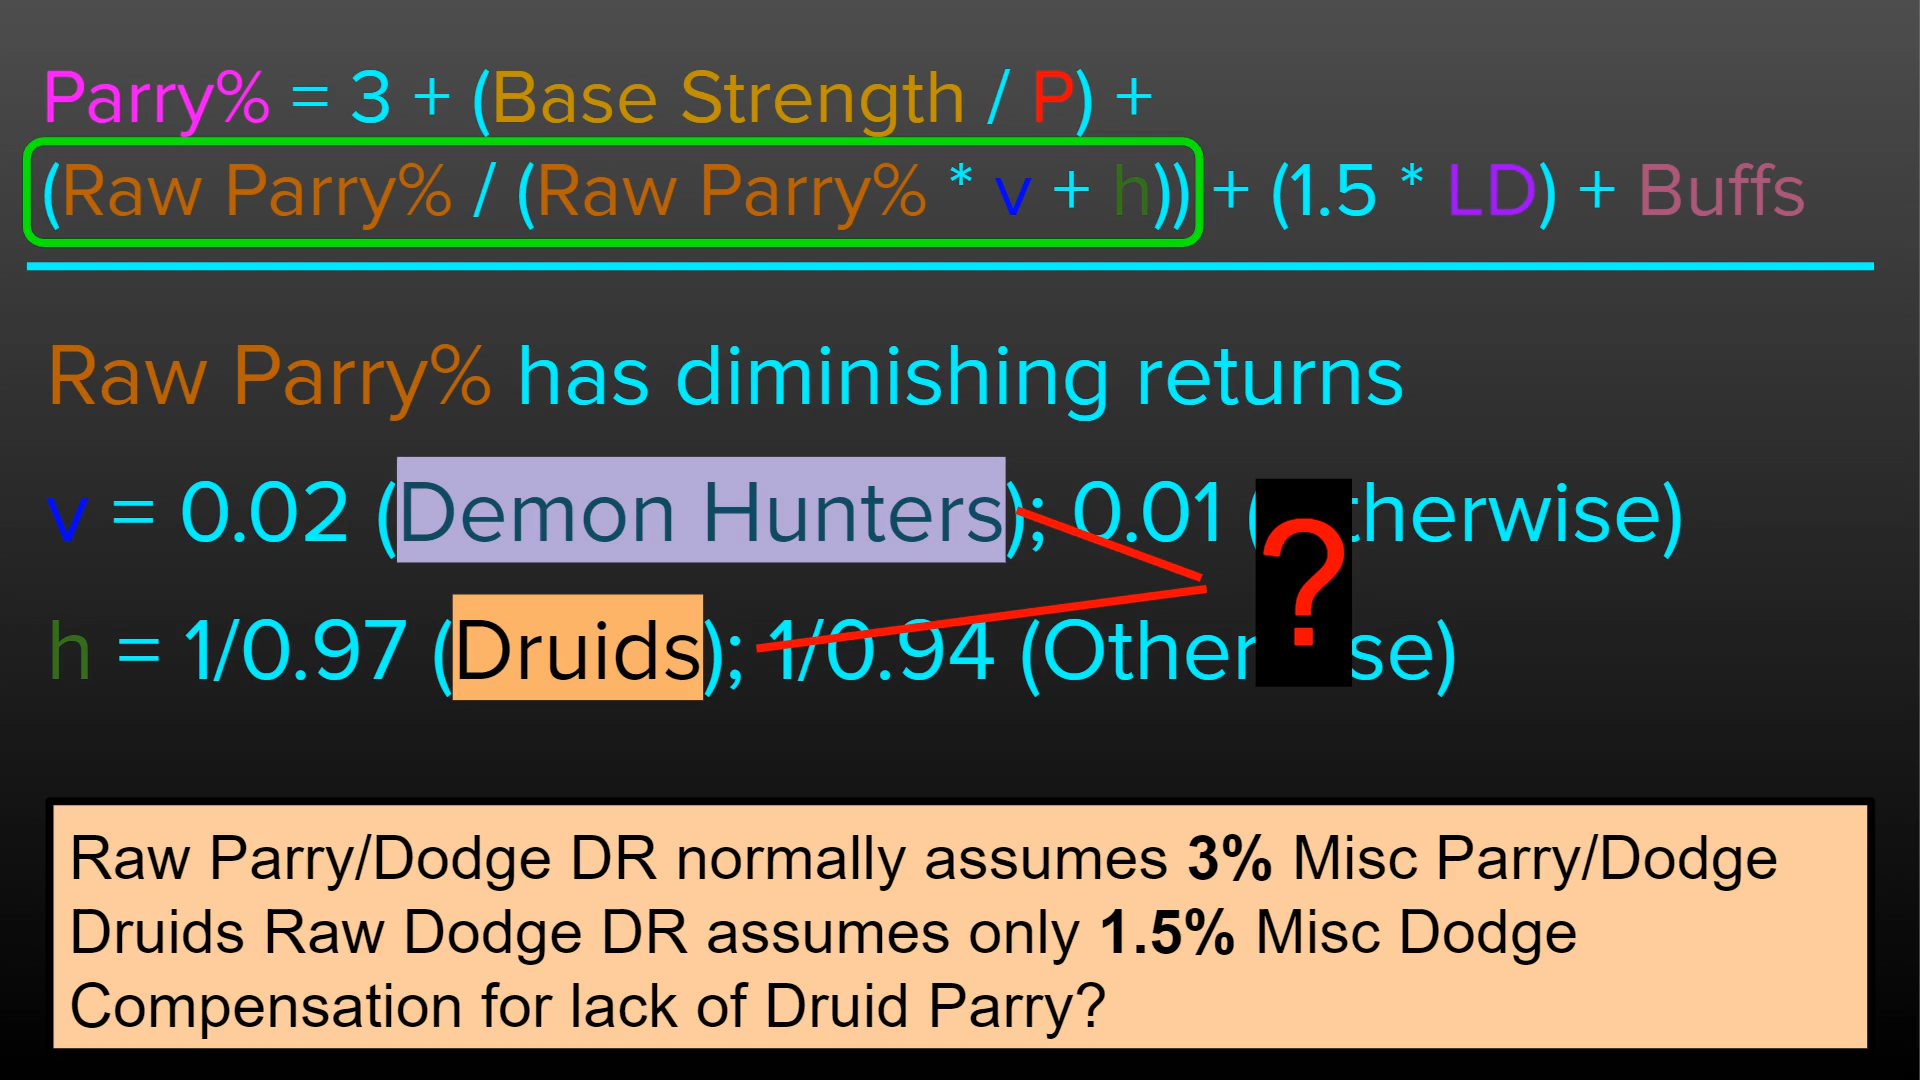 Parry% = 3 + (Base Strength / P) +
(Raw Parry% / (Raw Parry% * v + h)) + (1.5 * LD) + Buffs
Raw Parry% has diminishing returns
v = 0.02 (Demon Hunters); 0.01 (therwise)
?
h = 1/0.97 (Druids); 1/0.94 (Otherse)
Raw Parry/Dodge DR normally assumes 3% Misc Parry/Dodge
Druids Raw Dodge DR assumes only 1.5% Misc Dodge
Compensation for lack of Druid Parry?